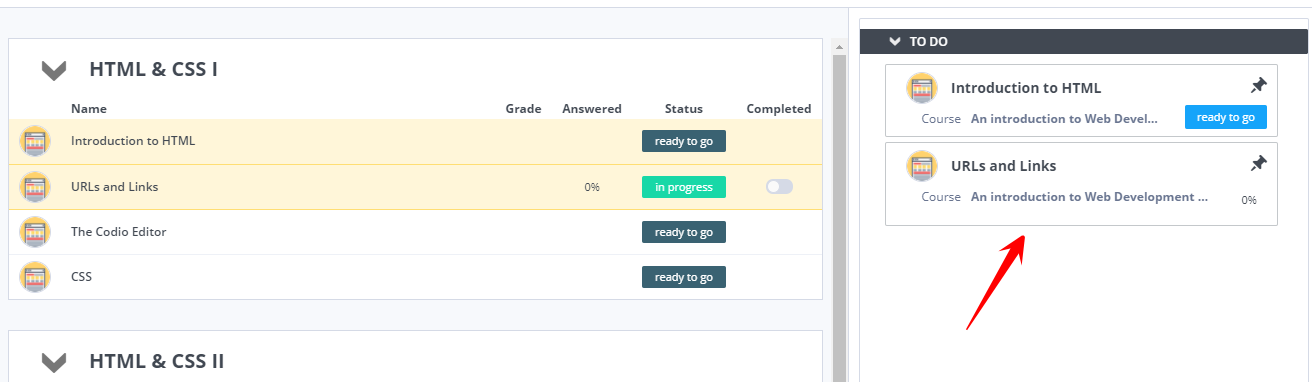 HTML & CSS I
Name Grade Answered Status Completed
Introduction to HTML ready to go
URLs and Links 0% in progress
The Codio Editor ready to go
CSS ready to go
HTML & CSS II
TO DO
Introduction to HTML
Course An introduction to Web Devel... ready to go
URLs and Links
Course An introduction to Web Development ... 0%